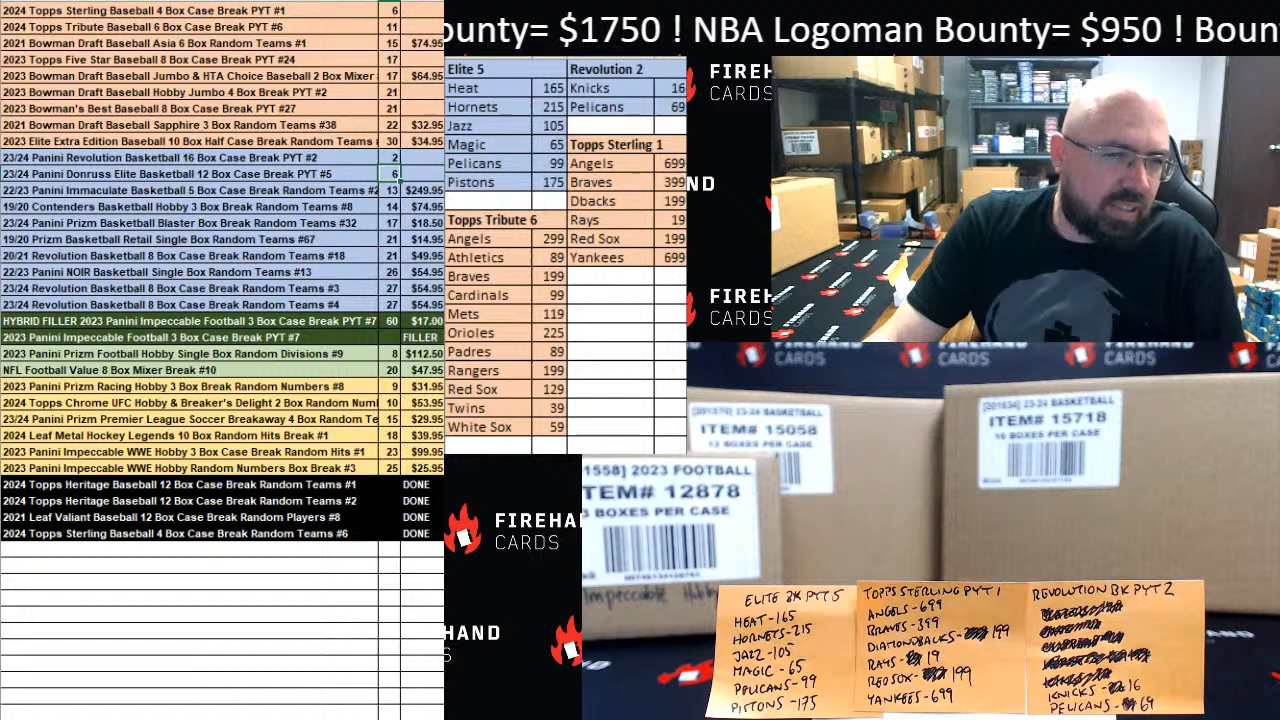 2024 Topps Sterling Baseball 4 Box Case Break PYT #1 6
2024 Topps Tribute Baseball 6 Box Case Break PYT #6 11
2021 Bowman Draft Baseball Asia 6 Box Random Teams #1 15 $74.95
2023 Topps Five Star Baseball 8 Box Case Break PYT #24 17
2023 Bowman Draft Baseball Jumbo & HTA Choice Baseball 2 Box Mixer 17 $64.95
2023 Bowman Draft Baseball Hobby Jumbo 4 Box Case Break PYT #2 21
2023 Bowman's Best Baseball 8 Box Case Break PYT #27 21
2021 Bowman Draft Baseball Sapphire 3 Box Random Teams #38 22 $32.95
2023 Elite Extra Edition Baseball 10 Box Half Case Break Random Teams 30 $34.95
23/24 Panini Revolution Basketball 16 Box Case Break PYT #2 2
23/24 Panini Donruss Elite Basketball 12 Box Case Break PYT #5 6
22/23 Panini Immaculate Basketball 5 Box Case Break Random Teams #2 13 $249.95
19/20 Contenders Basketball Hobby 3 Box Break Random Teams #8 14 $74.95
23/24 Panini Prizm Basketball Blaster Box Break Random Teams #32 17 $18.50
19/20 Prizm Basketball Retail Single Box Random Teams #67 21 $14.95
20/21 Revolution Basketball 8 Box Case Break Random Teams #18 21 $49.95
22/23 Panini NOIR Basketball Single Box Random Teams #13 26 $54.95
23/24 Revolution Basketball 8 Box Case Break Random Teams #3 27 $54.95
23/24 Revolution Basketball 8 Box Case Break Random Teams #4 27 $54.95
HYBRID FILLER 2023 Panini Impeccable Football 3 Box Case Break PYT #7 60 $17.00
2023 Panini Impeccable Football 3 Box Case Break PYT #7 FILLER
2023 Panini Prizm Football Hobby Single Box Random Divisions #9 8 $112.50
NFL Football Value 8 Box Mixer Break #10 20 $47.95
2023 Panini Prizm Racing Hobby 3 Box Break Random Numbers #8 9 $31.95
2024 Topps Chrome UFC Hobby & Breaker's Delight 2 Box Random Num 10 $53.95
23/24 Panini Prizm Premier League Soccer Breakaway 4 Box Random Te 15 $29.95
2024 Leaf Metal Hockey Legends 10 Box Random Hits Break #1 18 $39.95
2023 Panini Impeccable WWE Hobby 3 Box Case Break Random Hits #1 23 $99.95
2023 Panini Impeccable WWE Hobby Random Numbers Box Break #3 25 $25.95
2024 Topps Heritage Baseball 12 Box Case Break Random Teams #1 DONE
2024 Topps Heritage Baseball 12 Box Case Break Random Teams #2 DONE
2021 Leaf Valiant Baseball 12 Box Case Break Random Players #8 DONE
2024 Topps Sterling Baseball 4 Box Case Break Random Teams #6 DONE
ounty= $1750 ! NBA Logoman Bounty= $950 ! Boun
Elite 5
Heat 165
Hornets 215
Jazz 105
Magic 65
Pelicans 99
Pistons 175
Topps Tribute 6
Angels 299
Athletics 89
Braves 199
Cardinals 99
Mets 119
Orioles 225
Padres 89
Rangers 199
Red Sox 129
Twins 39
White Sox 59
Revolution 2
Knicks 16
Pelicans 69
Topps Sterling 1
Angels 699
Braves 399
Dbacks 199
Rays 19
Red Sox 199
Yankees 699
FIREH
CARDS
ND
FIREH
CARDS
FIREHAN
CARDS
HAND
S
FIREHAND
15058
23-24 BASKETBALL
ITEM# 15058
BOXES PER CASE
23-24 BASKETBALL
ITEM# 15718
16 BOXES PER CASE
1558] 2023 FOOTBALL
TEM# 12878
3 BOXES PER CASE
Impeccable
ELITE BK PYT 5
HEAT-165
HORNETS-215
JAZZ-105
MAGIC-65
PELICANS-99
PISTONS-175
TOPPS STERLING PYT 1
ANGELS-699
BRAVES-399
DIAMONDBACKS- 199
RAYS- 19
RED SOX- 199
YANKEES-699
REVOLUTION BK PYT 2
KNICKS- 16
PELICANS- 69